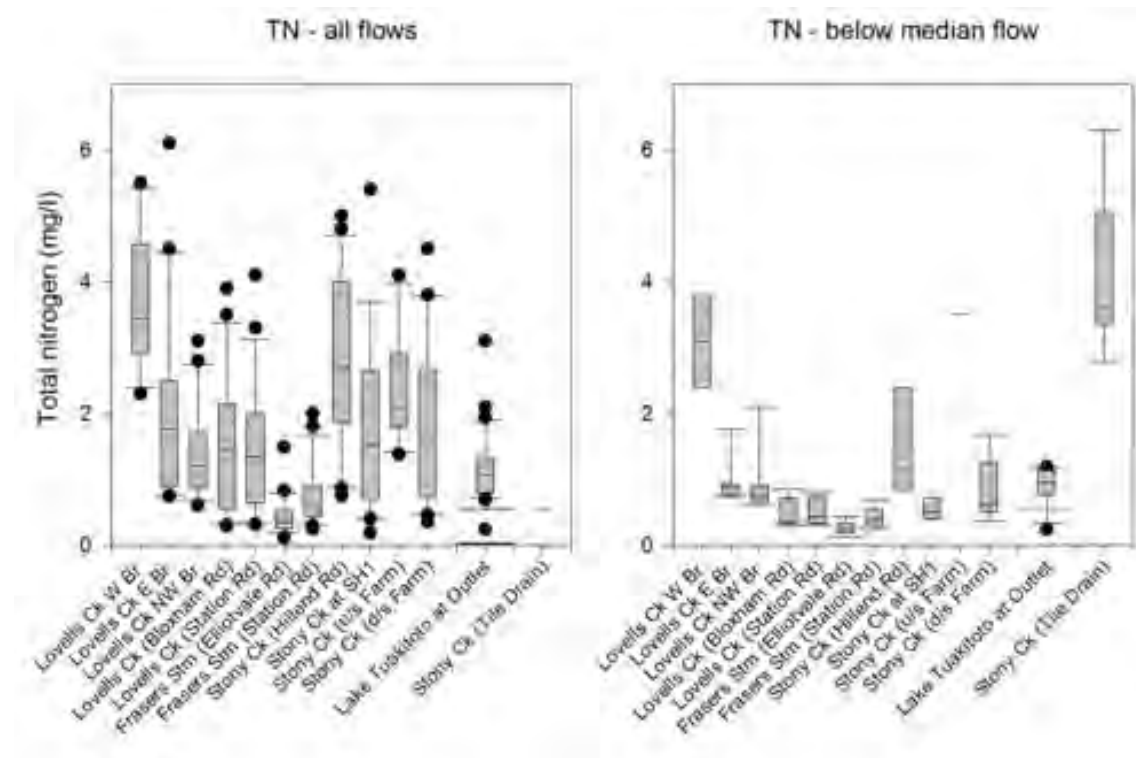 TN - all flows
TN - below median flow
Total nitrogen (mg/l)
6
4
2
0
Lovells Ck W Br
Lovells Ck E Br
Lovells Ck NW Br
Lovells Ck (Bloxnam Rd)
Lovells Ck (Station Rd)
Frasers Stm (Elliotvale Rd)
Frasers Stm (Station Rd)
Stony Ck (Hilland Rd)
Stony Ck at SH1
Stony Ck (u/s Farm)
Stony Ck (d/s Farm)
Lake Tuakitoto at Outlet
Stony Ck (Tile Drain)
6
4
2
0
Lovells Ck W Br
Lovells Ck E Br
Lovells Ck NW Br
Lovells Ck (Bloxnam Rd)
Lovells Ck (Station Rd)
Frasers Stm (Elliotvale Rd)
Frasers Stm (Station Rd)
Stony Ck (Hilland Rd)
Stony Ck at SH1
Stony Ck (u/s Farm)
Stony Ck (d/s Farm)
Lake Tuakitoto at Outlet
Stony Ck (Tile Drain)